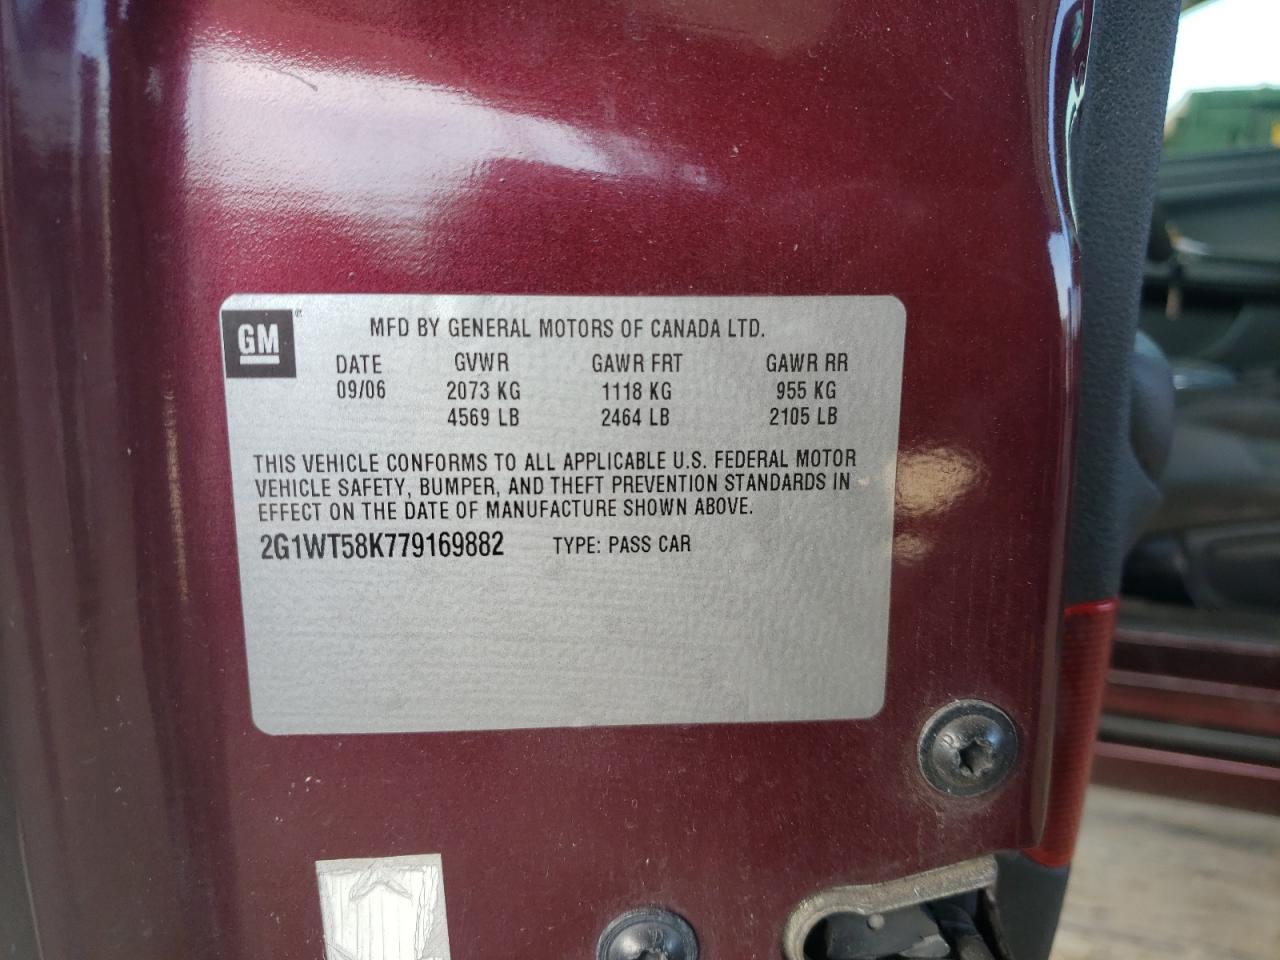 GM
MFD BY GENERAL MOTORS OF CANADA LTD.
DATE GVWR GAWR FRT GAWR RR
09/06 2073 KG 1118 KG 955 KG
4569 LB 2464 LB 2105 LB
THIS VEHICLE CONFORMS TO ALL APPLICABLE U.S. FEDERAL MOTOR
VEHICLE SAFETY, BUMPER, AND THEFT PREVENTION STANDARDS IN
EFFECT ON THE DATE OF MANUFACTURE SHOWN ABOVE.
2G1WT58K779169882 TYPE: PASS CAR